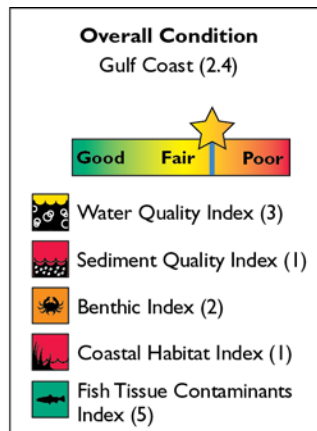 Overall Condition
Gulf Coast (2.4)
Good Fair Poor
Water Quality Index (3)
Sediment Quality Index (1)
Benthic Index (2)
Coastal Habitat Index (1)
Fish Tissue Contaminants
Index (5)